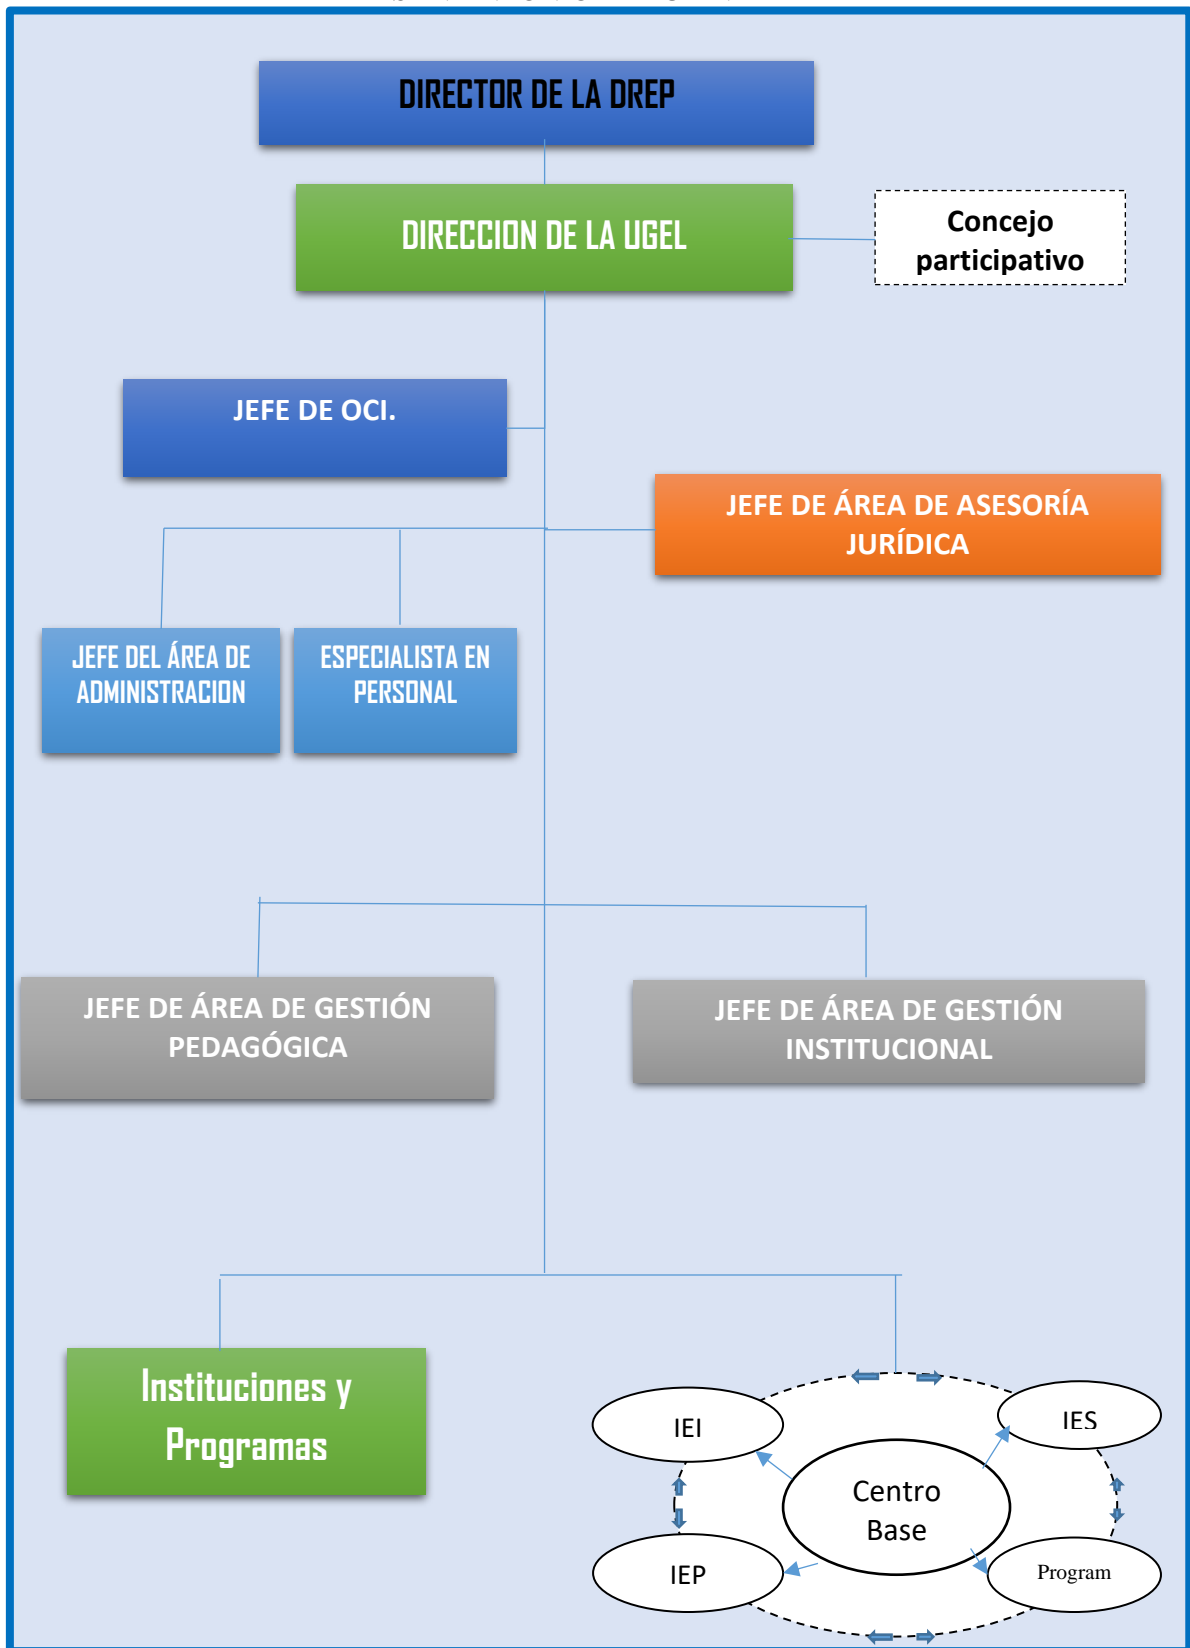 DIRECTOR DE LA DREP
DIRECCION DE LA UGEL
Concejo
participativo
JEFE DE OCI.
JEFE DE ÁREA DE ASESORÍA
JURÍDICA
JEFE DEL ÁREA DE
ADMINISTRACION
ESPECIALISTA EN
PERSONAL
JEFE DE ÁREA DE GESTIÓN
PEDAGÓGICA
JEFE DE ÁREA DE GESTIÓN
INSTITUCIONAL
Instituciones y
Programas
IEI
IES
Centro
Base
IEP
Program